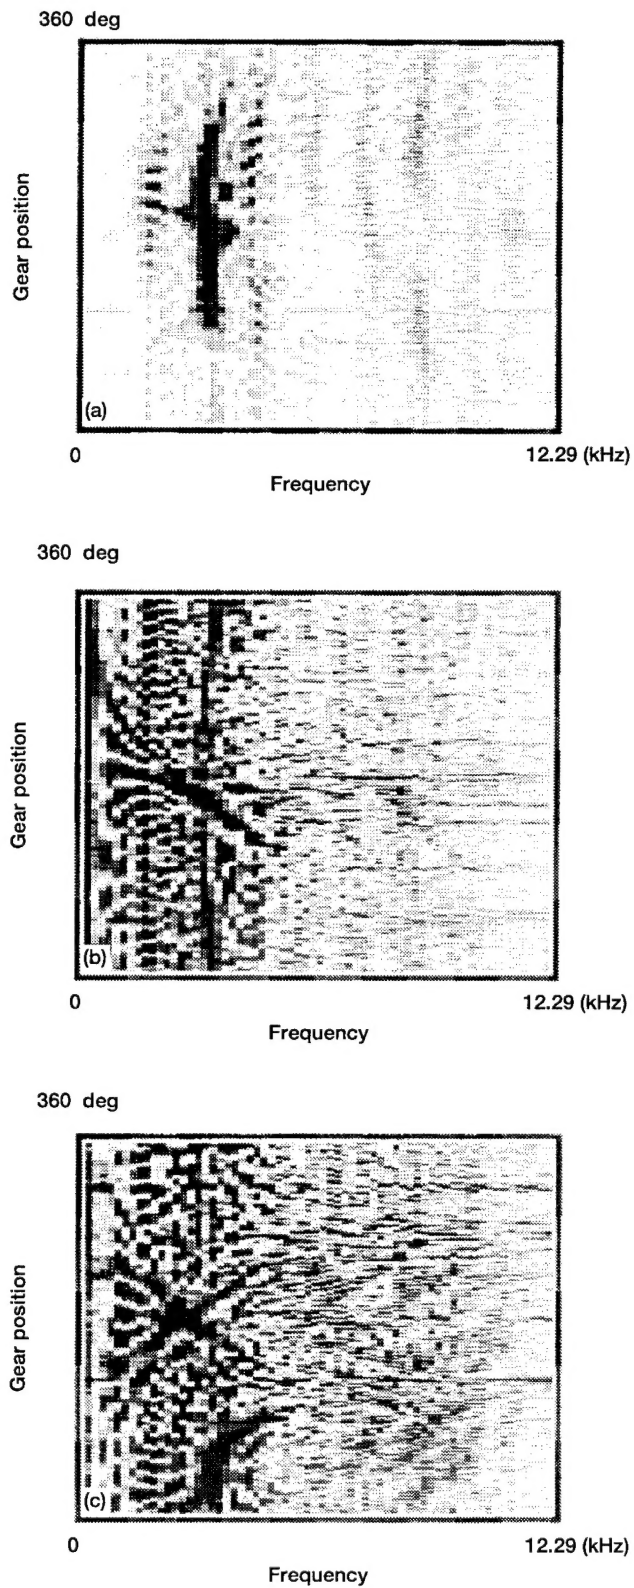 360 deg
Gear position
(a)
0
12.29 (kHz)
Frequency
360 deg
Gear position
(b)
0
12.29 (kHz)
Frequency
360 deg
Gear position
(c)
0
12.29 (kHz)
Frequency